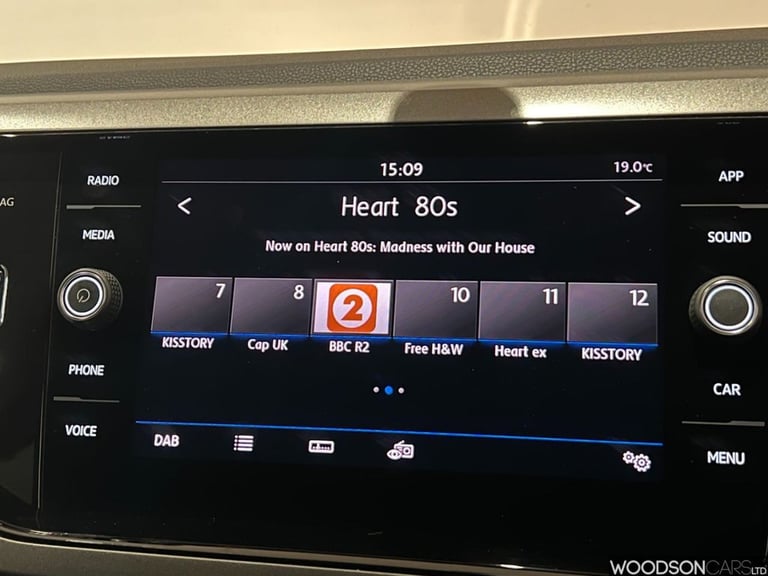 15:09 19.0°C
RADIO APP
AG
< Heart 80s >
MEDIA SOUND
Now on Heart 80s: Madness with Our House
7 8 2 10 11 12
KISSTORY Cap UK BBC R2 Free H&W Heart ex KISSTORY
PHONE CAR
VOICE DAB MENU
WOODSONCARSLTD